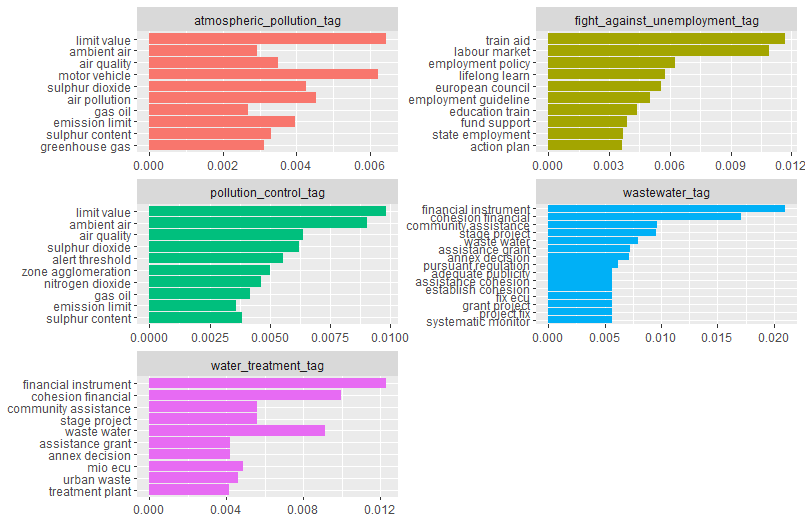 atmospheric_pollution_tag
limit value
ambient air
air quality
motor vehicle
sulphur dioxide
air pollution
gas oil
emission limit
sulphur content
greenhouse gas
0.000 0.002 0.004 0.006
fight_against_unemployment_tag
train aid
labour market
employment policy
lifelong learn
european council
employment guideline
education train
fund support
state employment
action plan
0.000 0.003 0.006 0.009 0.012
pollution_control_tag
limit value
ambient air
air quality
sulphur dioxide
alert threshold
zone agglomeration
nitrogen dioxide
gas oil
emission limit
sulphur content
0.0000 0.0025 0.0050 0.0075 0.0100
wastewater_tag
financial instrument
cohesion financial
community assistance
stage project
waste water
assistance grant
annex decision
pursuant regulation
adequate publicity
assistance cohesion
establish cohesion
fix ecu
grant project
project fix
systematic monitor
0.000 0.005 0.010 0.015 0.020
water_treatment_tag
financial instrument
cohesion financial
community assistance
stage project
waste water
assistance grant
annex decision
mio ecu
urban waste
treatment plant
0.000 0.004 0.008 0.012